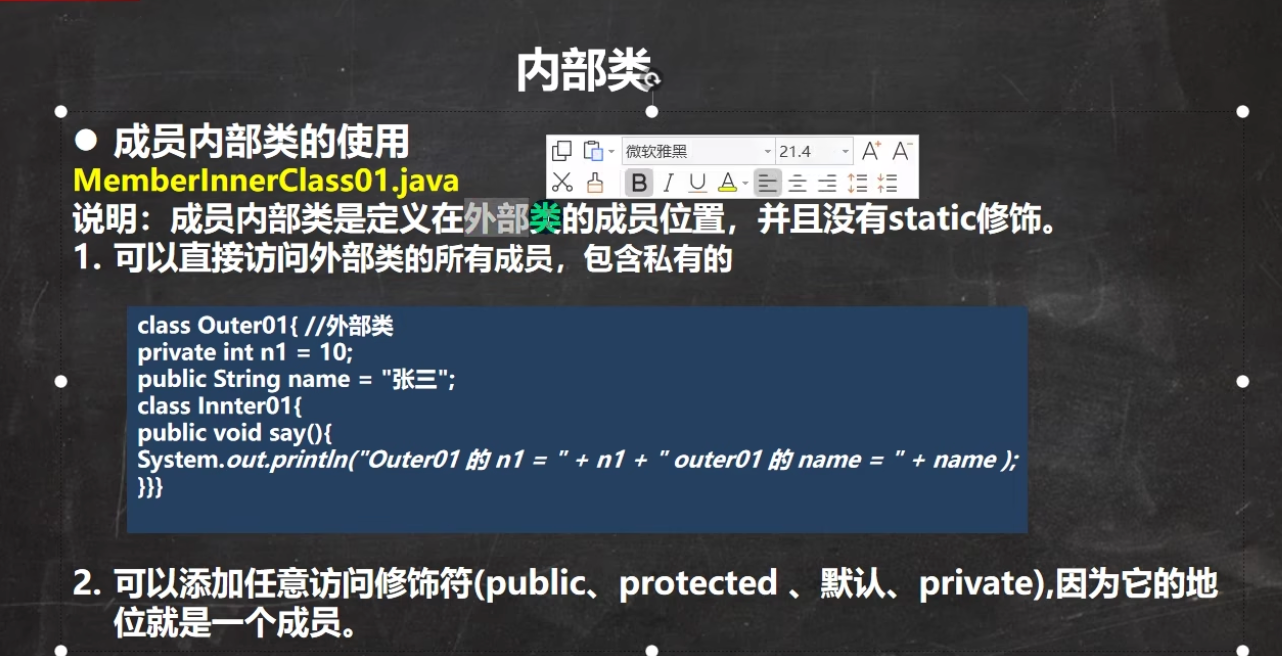 内部类
● 成员内部类的使用
MemberInnerClass01.java
微软雅黑 21.4 A+ A-
B I U A
说明：成员内部类是定义在外部类的成员位置，并且没有static修饰。
1. 可以直接访问外部类的所有成员，包含私有的
class Outer01{ //外部类
private int n1 = 10;
public String name = "张三";
class Innter01{
public void say(){
System.out.println("Outer01 的 n1 = " + n1 + " outer01 的 name = " + name );
}}}
2. 可以添加任意访问修饰符(public、protected 、默认、private),因为它的地
位就是一个成员。